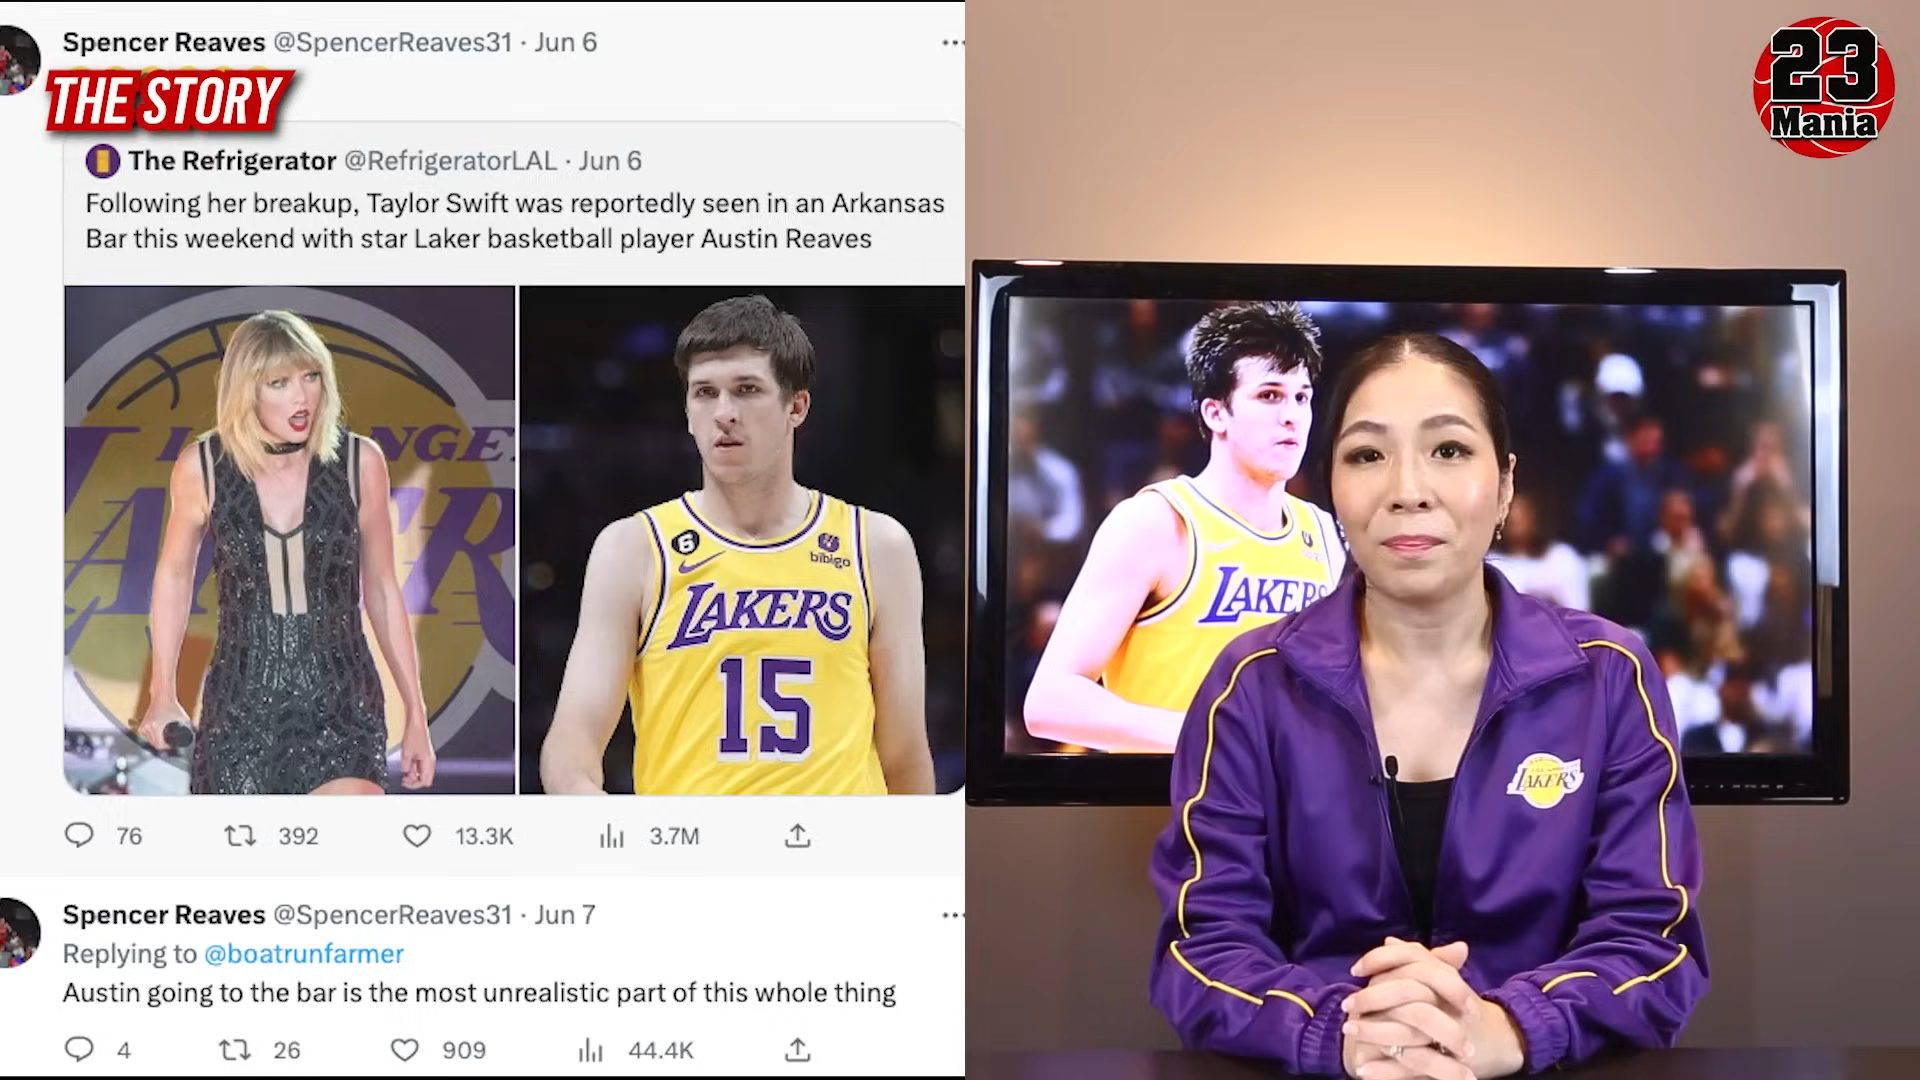 Spencer Reaves @SpencerReaves31 · Jun 6
THE STORY
The Refrigerator @RefrigeratorLAL · Jun 6
Following her breakup, Taylor Swift was reportedly seen in an Arkansas
Bar this weekend with star Laker basketball player Austin Reaves
6
bibigo
LAKERS
15
76 392 13.3K 3.7M
Spencer Reaves @SpencerReaves31 · Jun 7
Replying to @boatrunfarmer
Austin going to the bar is the most unrealistic part of this whole thing
4 26 909 44.4K
23
Mania
LAKERS
LAKERS